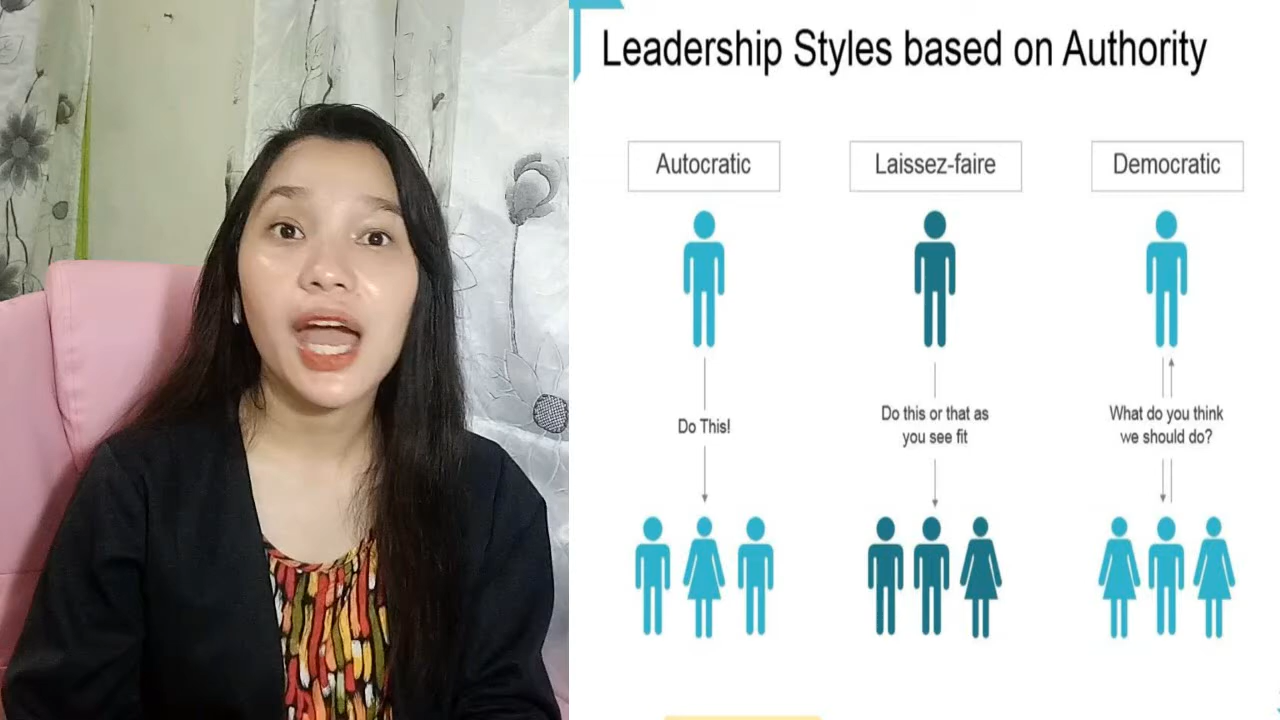 Leadership Styles based on Authority
Autocratic
Laissez-faire
Democratic
Do This!
Do this or that as
you see fit
What do you think
we should do?